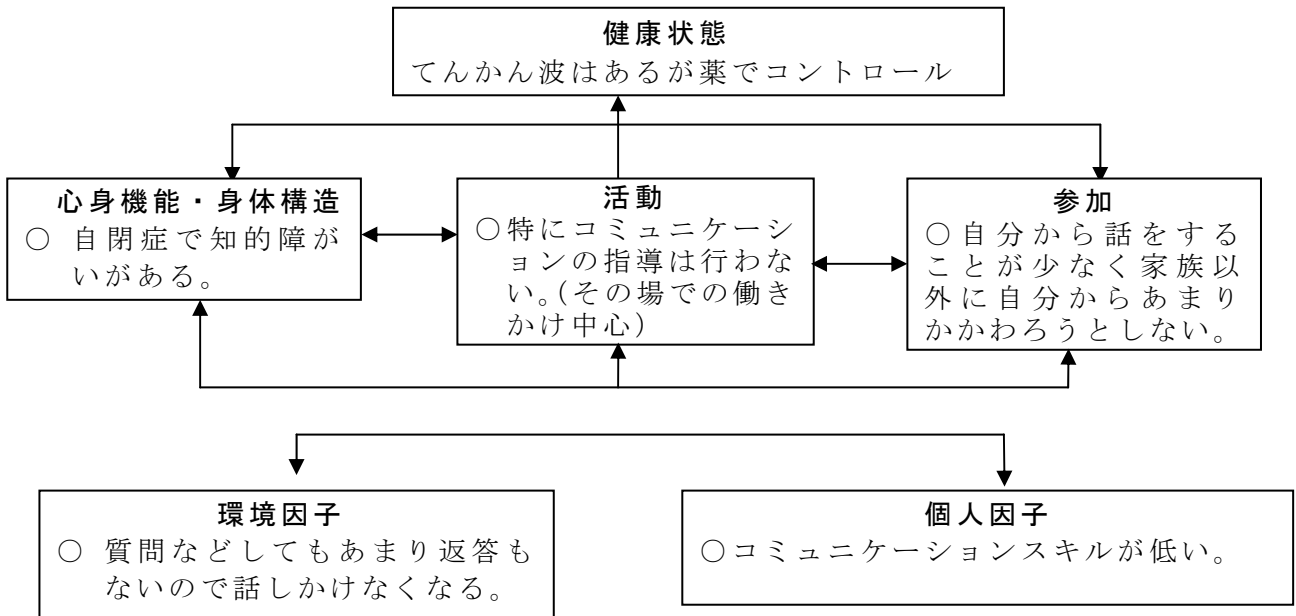 健康状態
てんかん波はあるが薬でコントロール
心身機能・身体構造
○ 自閉症で知的障が
いがある。
活動
○特にコミュニケーシ
ョンの指導は行わな
い。(その場での働き
かけ中心)
参加
○自分から話をする
ことが少なく家族以
外に自分からあまり
かかわろうとしない。
環境因子
○ 質問などしてもあまり返答も
ないので話しかけなくなる。
個人因子
○コミュニケーションスキルが低い。